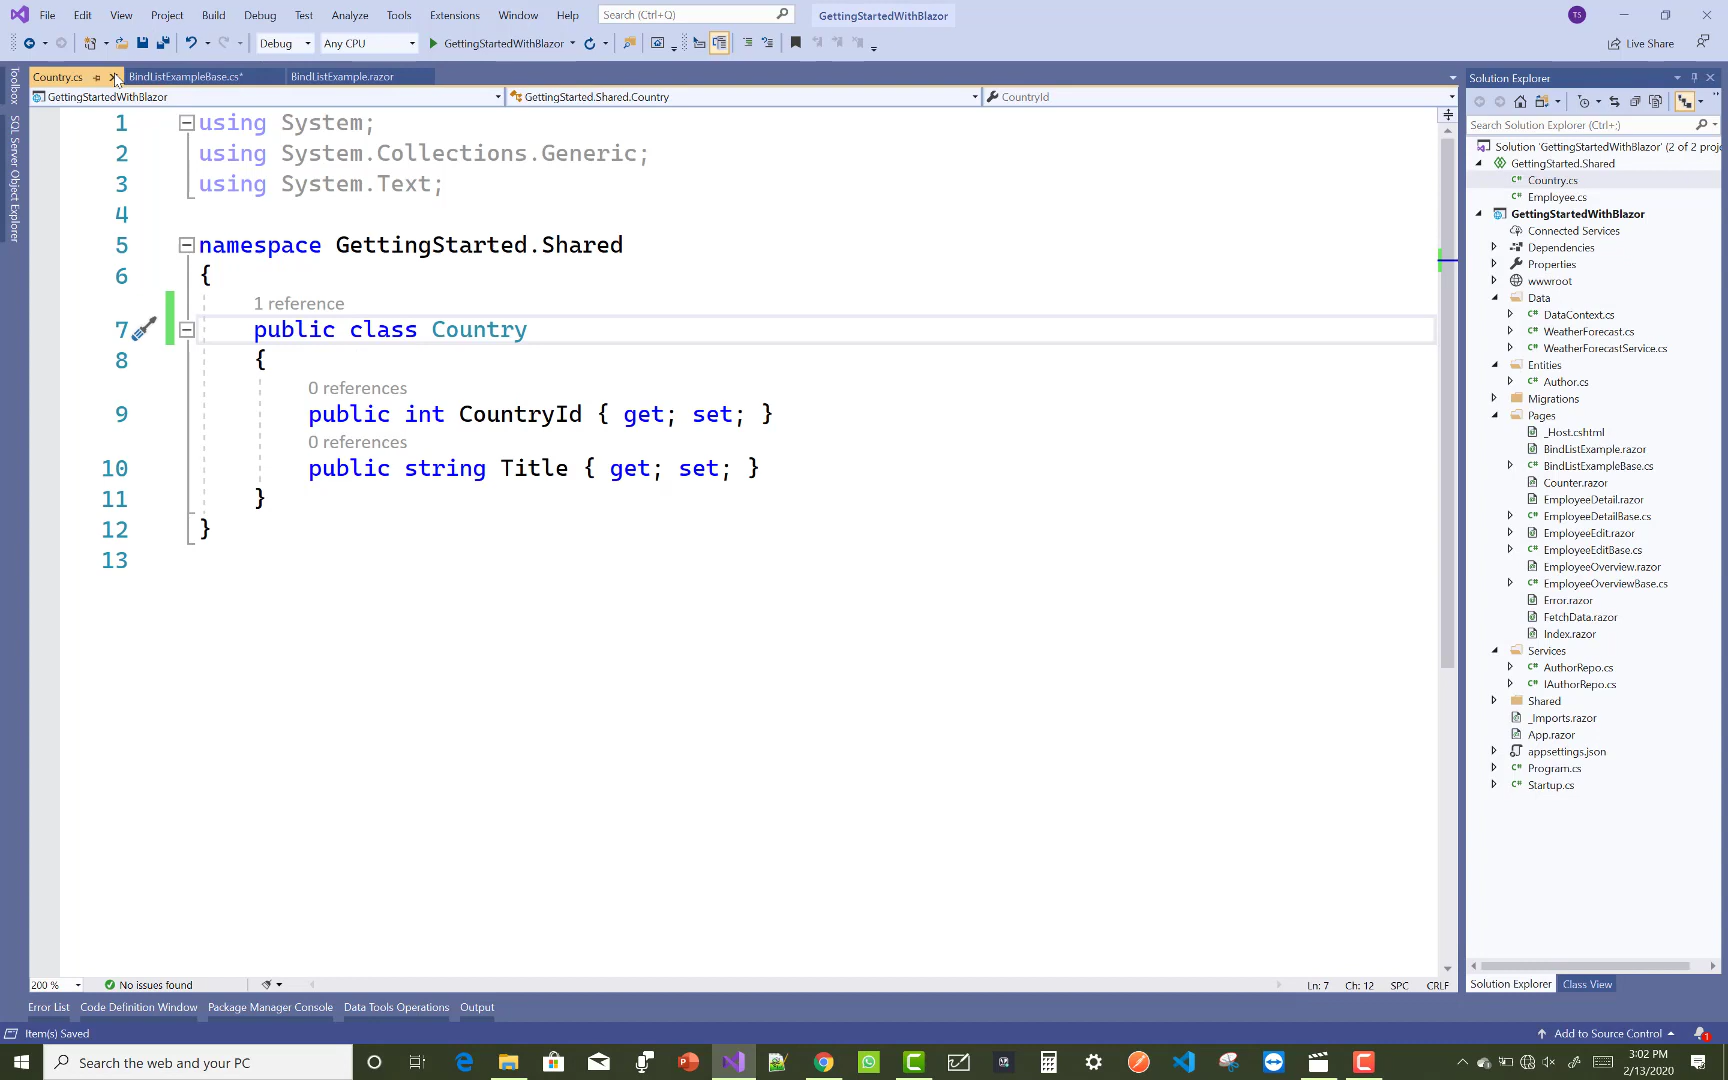 File Edit View Project Build Debug Test Analyze Tools Extensions Window Help Search (Ctrl+Q) GettingStartedWithBlazor TS
Debug Any CPU GettingStartedWithBlazor Live Share
Country.cs BindListExampleBase.cs* BindListExample.razor
GettingStartedWithBlazor GettingStarted.Shared.Country CountryId
Toolbox
SQL Server Object Explorer
1 using System;
2 using System.Collections.Generic;
3 using System.Text;
4
5 namespace GettingStarted.Shared
6 {
1 reference
7 public class Country
8 {
0 references
9 public int CountryId { get; set; }
0 references
10 public string Title { get; set; }
11 }
12 }
13
200 % No issues found Ln: 7 Ch: 12 SPC CRLF
Error List Code Definition Window Package Manager Console Data Tools Operations Output
Solution Explorer
Search Solution Explorer (Ctrl+;)
Solution 'GettingStartedWithBlazor' (2 of 2 proj
GettingStarted.Shared
C# Country.cs
C# Employee.cs
GettingStartedWithBlazor
Connected Services
Dependencies
Properties
wwwroot
Data
C# DataContext.cs
C# WeatherForecast.cs
C# WeatherForecastService.cs
Entities
C# Author.cs
Migrations
Pages
_Host.cshtml
BindListExample.razor
C# BindListExampleBase.cs
Counter.razor
EmployeeDetail.razor
C# EmployeeDetailBase.cs
EmployeeEdit.razor
C# EmployeeEditBase.cs
EmployeeOverview.razor
C# EmployeeOverviewBase.cs
Error.razor
FetchData.razor
Index.razor
Services
C# AuthorRepo.cs
C# IAuthorRepo.cs
Shared
_Imports.razor
App.razor
appsettings.json
C# Program.cs
C# Startup.cs
Solution Explorer Class View
Item(s) Saved Add to Source Control 1
Search the web and your PC
3:02 PM
2/13/2020